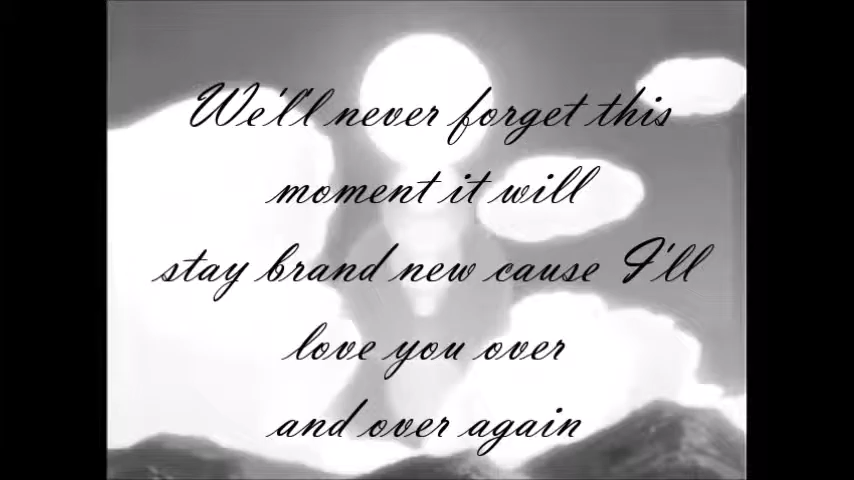 We'll never forget this
moment it will
stay brand new cause I'll
love you over
and over again